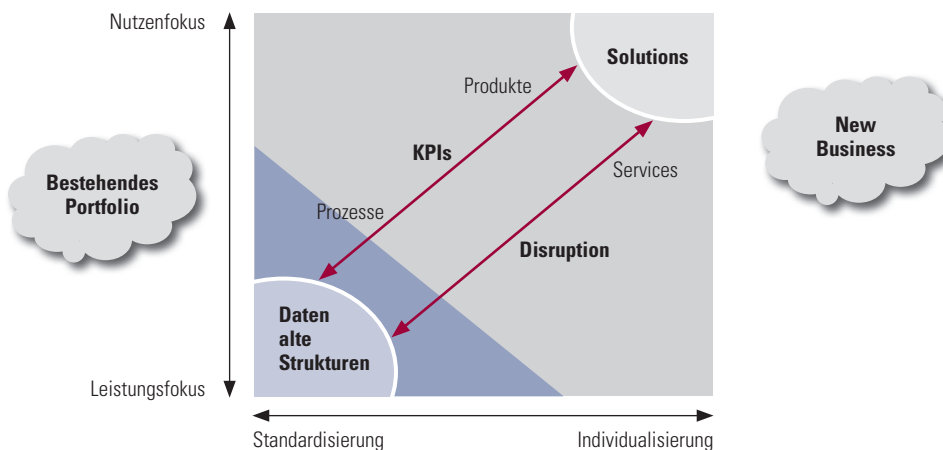 Nutzenfokus
Solutions
Produkte
New
Business
KPIs
Services
Bestehendes
Portfolio
Prozesse
Disruption
Daten
alte
Strukturen
Leistungsfokus
Standardisierung
Individualisierung